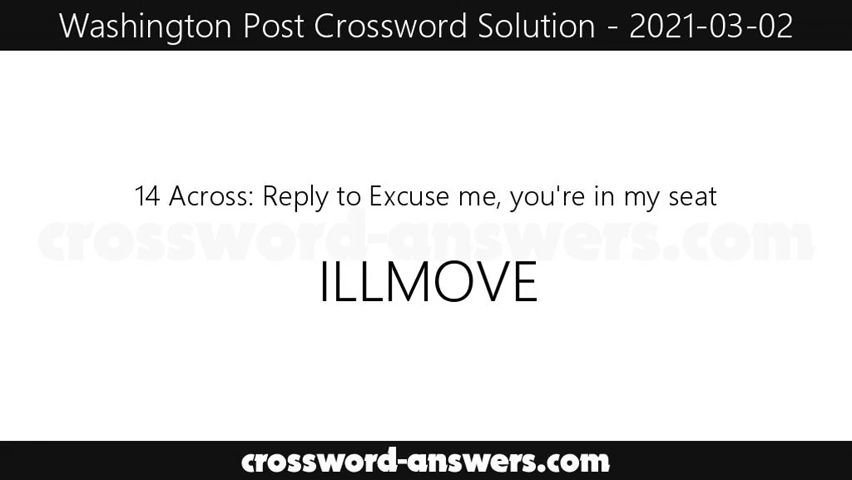 Washington Post Crossword Solution - 2021-03-02
14 Across: Reply to Excuse me, you're in my seat
crossword-answers.com
ILLMOVE
crossword-answers.com